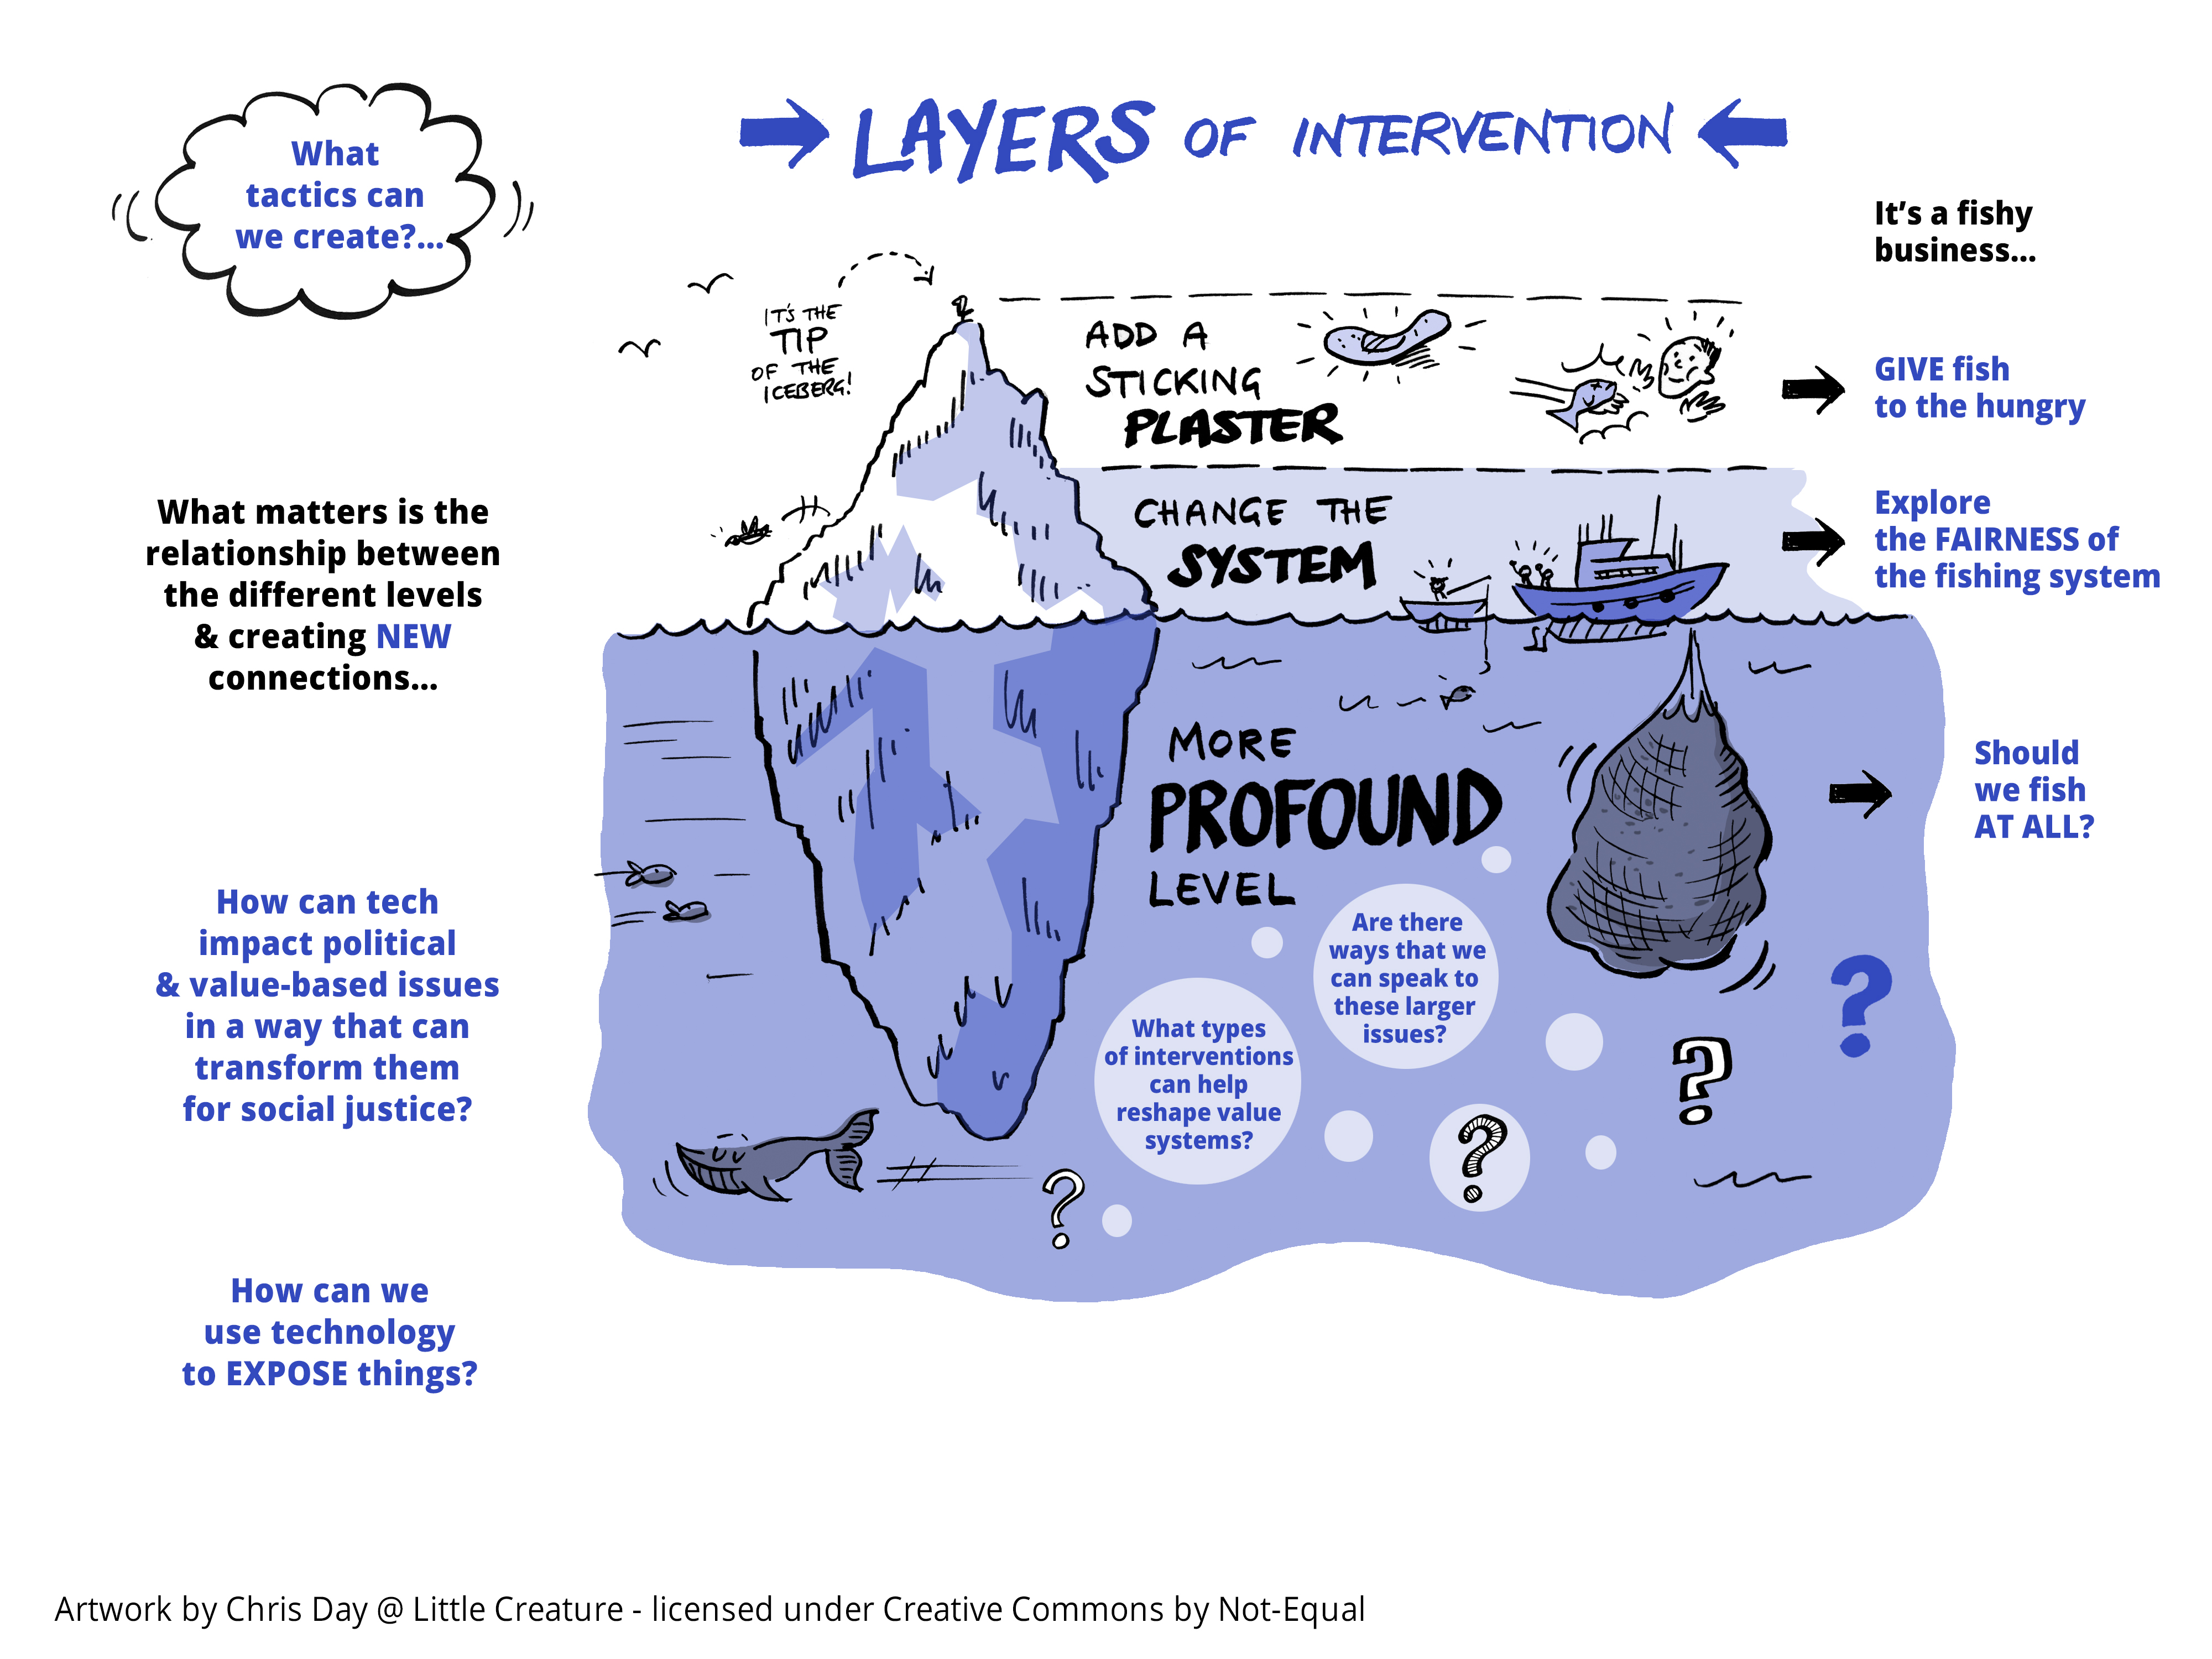 LAYERS OF INTERVENTION
What
tactics can
we create?...
What matters is the
relationship between
the different levels
& creating NEW
connections...
How can tech
impact political
& value-based issues
in a way that can
transform them
for social justice?
How can we
use technology
to EXPOSE things?
IT'S THE
TIP
OF THE
ICEBERG!
ADD A
STICKING
PLASTER
CHANGE THE
SYSTEM
MORE
PROFOUND
LEVEL
Are there
ways that we
can speak to
these larger
issues?
What types
of interventions
can help
reshape value
systems?
?
?
?
?
It's a fishy
business...
GIVE fish
to the hungry
Explore
the FAIRNESS of
the fishing system
Should
we fish
AT ALL?
Artwork by Chris Day @ Little Creature - licensed under Creative Commons by Not-Equal